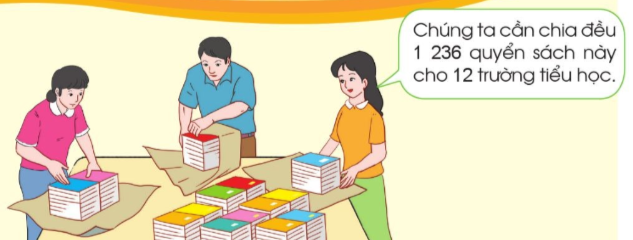 Chúng ta cần chia đều
1 236 quyển sách này
cho 12 trường tiểu học.